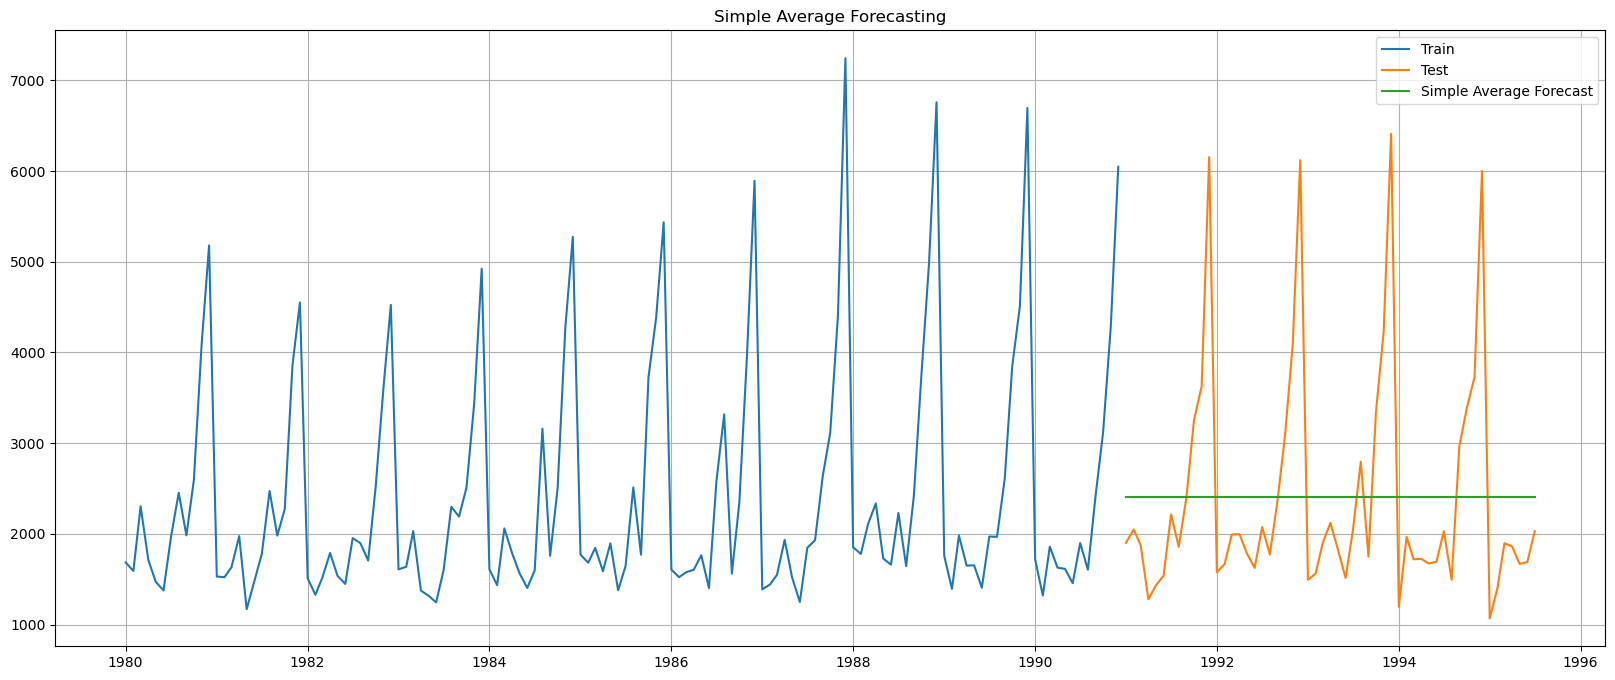 Simple Average Forecasting
Train
Test
Simple Average Forecast
7000
6000
5000
4000
3000
2000
1000
1980 1982 1984 1986 1988 1990 1992 1994 1996